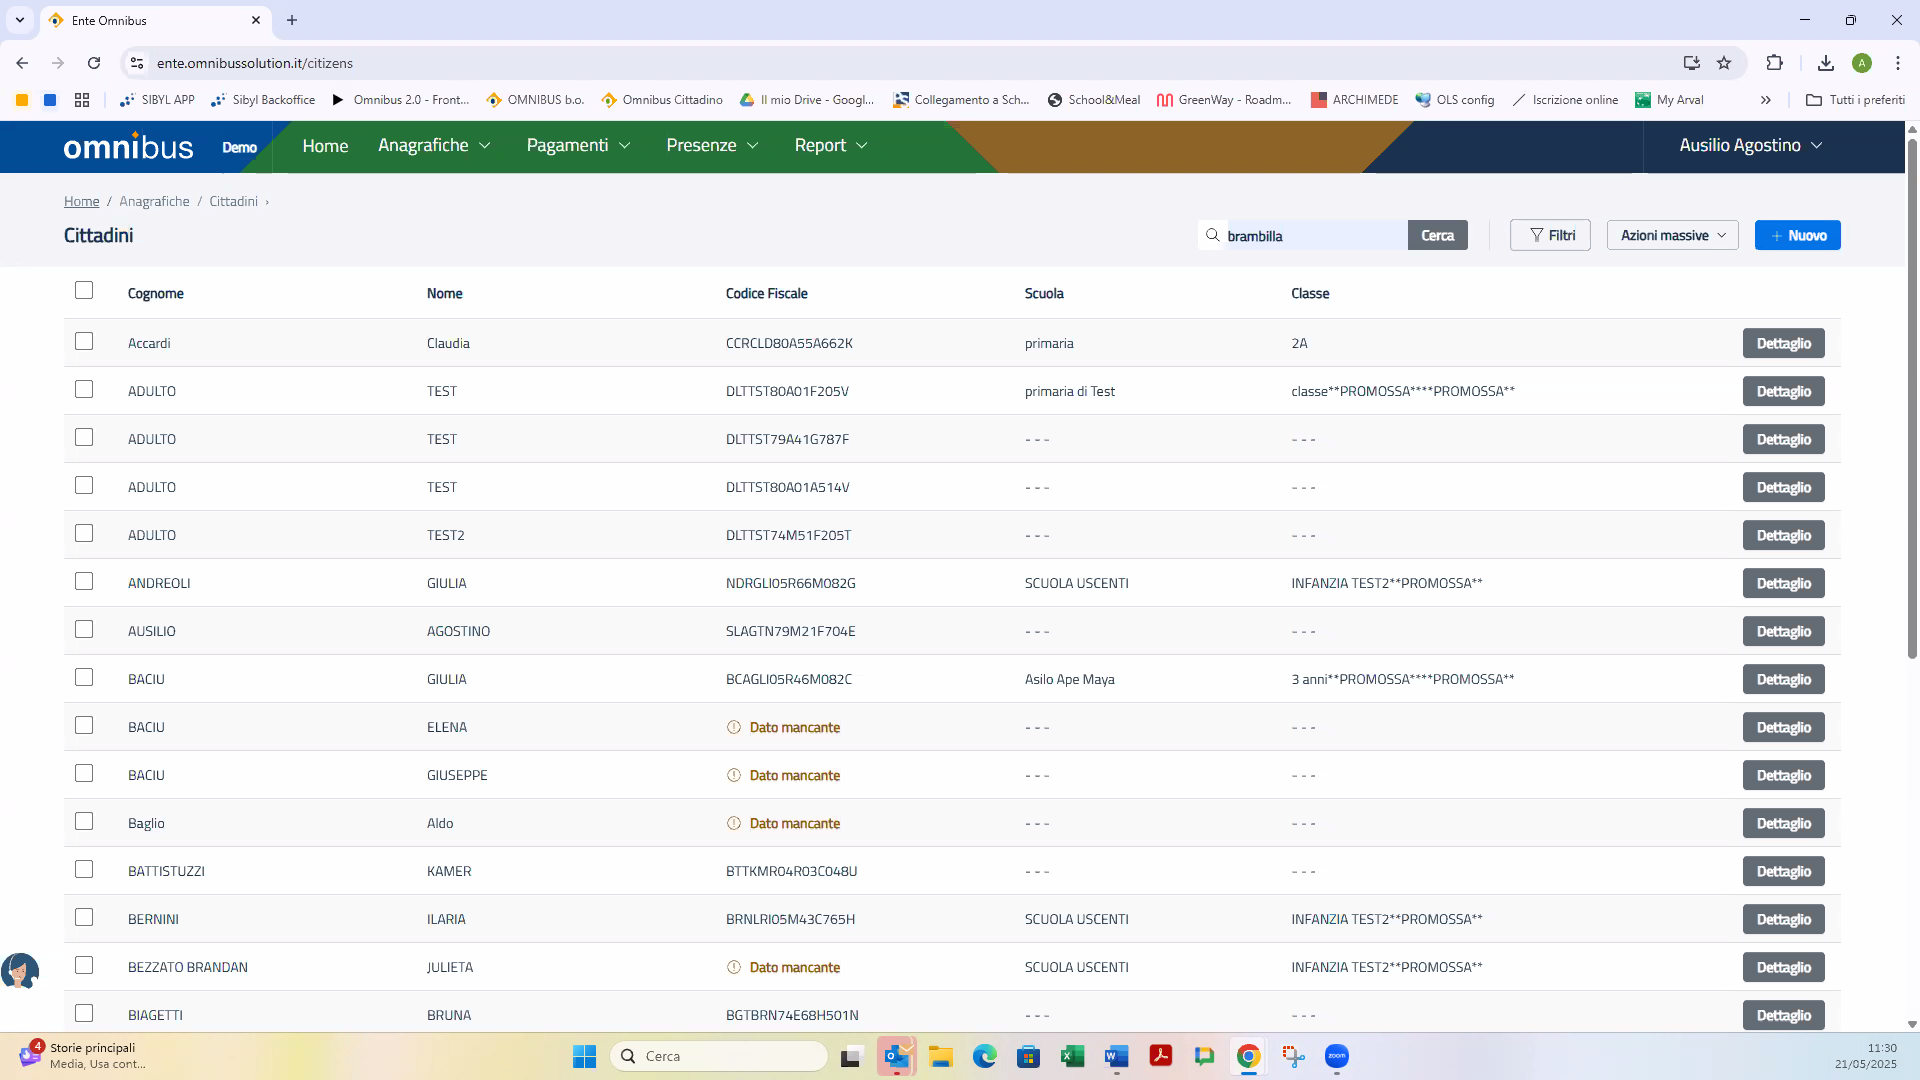 Ente Omnibus
ente.omnibussolution.it/citizens
SIBYL APP
Sibyl Backoffice
Omnibus 2.0 - Front...
OMNIBUS b.o.
Omnibus Cittadino
Il mio Drive - Googl...
Collegamento a Sch...
School&Meal
GreenWay - Roadm...
ARCHIMEDE
OLS config
Iscrizione online
My Arval
Tutti i preferiti
omnibus Demo Home Anagrafiche Pagamenti Presenze Report Ausilio Agostino
Home / Anagrafiche / Cittadini ›
Cittadini brambilla Cerca Filtri Azioni massive + Nuovo
Cognome Nome Codice Fiscale Scuola Classe
Accardi Claudia CCRCLD80A55A662K primaria 2A Dettaglio
ADULTO TEST DLTTST80A01F205V primaria di Test classe**PROMOSSA****PROMOSSA** Dettaglio
ADULTO TEST DLTTST79A41G787F - - - - - - Dettaglio
ADULTO TEST DLTTST80A01A514V - - - - - - Dettaglio
ADULTO TEST2 DLTTST74M51F205T - - - - - - Dettaglio
ANDREOLI GIULIA NDRGLI05R66M082G SCUOLA USCENTI INFANZIA TEST2**PROMOSSA** Dettaglio
AUSILIO AGOSTINO SLAGTN79M21F704E - - - - - - Dettaglio
BACIU GIULIA BCAGLI05R46M082C Asilo Ape Maya 3 anni**PROMOSSA****PROMOSSA** Dettaglio
BACIU ELENA Dato mancante - - - - - - Dettaglio
BACIU GIUSEPPE Dato mancante - - - - - - Dettaglio
Baglio Aldo Dato mancante - - - - - - Dettaglio
BATTISTUZZI KAMER BTTKMR04R03C048U - - - - - - Dettaglio
BERNINI ILARIA BRNLRI05M43C765H SCUOLA USCENTI INFANZIA TEST2**PROMOSSA** Dettaglio
BEZZATO BRANDAN JULIETA Dato mancante SCUOLA USCENTI INFANZIA TEST2**PROMOSSA** Dettaglio
BIAGETTI BRUNA BGTBRN74E68H501N - - - - - - Dettaglio
4 Storie principali
Media, Usa cont...
Cerca
zoom
11:30
21/05/2025